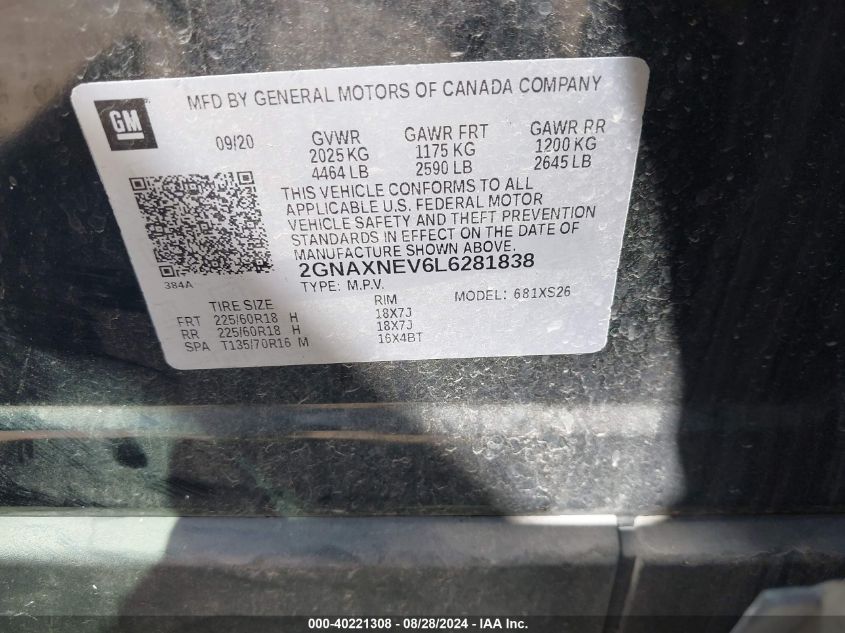 MFD BY GENERAL MOTORS OF CANADA COMPANY
GM
09/20 GVWR GAWR FRT GAWR RR
2025 KG 1175 KG 1200 KG
4464 LB 2590 LB 2645 LB
THIS VEHICLE CONFORMS TO ALL
APPLICABLE U.S. FEDERAL MOTOR
VEHICLE SAFETY AND THEFT PREVENTION
STANDARDS IN EFFECT ON THE DATE OF
MANUFACTURE SHOWN ABOVE.
384A
2GNAXNEV6L6281838
TYPE: M.P.V. MODEL: 681XS26
TIRE SIZE RIM
FRT 225/60R18 H 18X7J
RR 225/60R18 H 18X7J
SPA T135/70R16 M 16X4BT
000-40221308 - 08/28/2024 - IAA Inc.